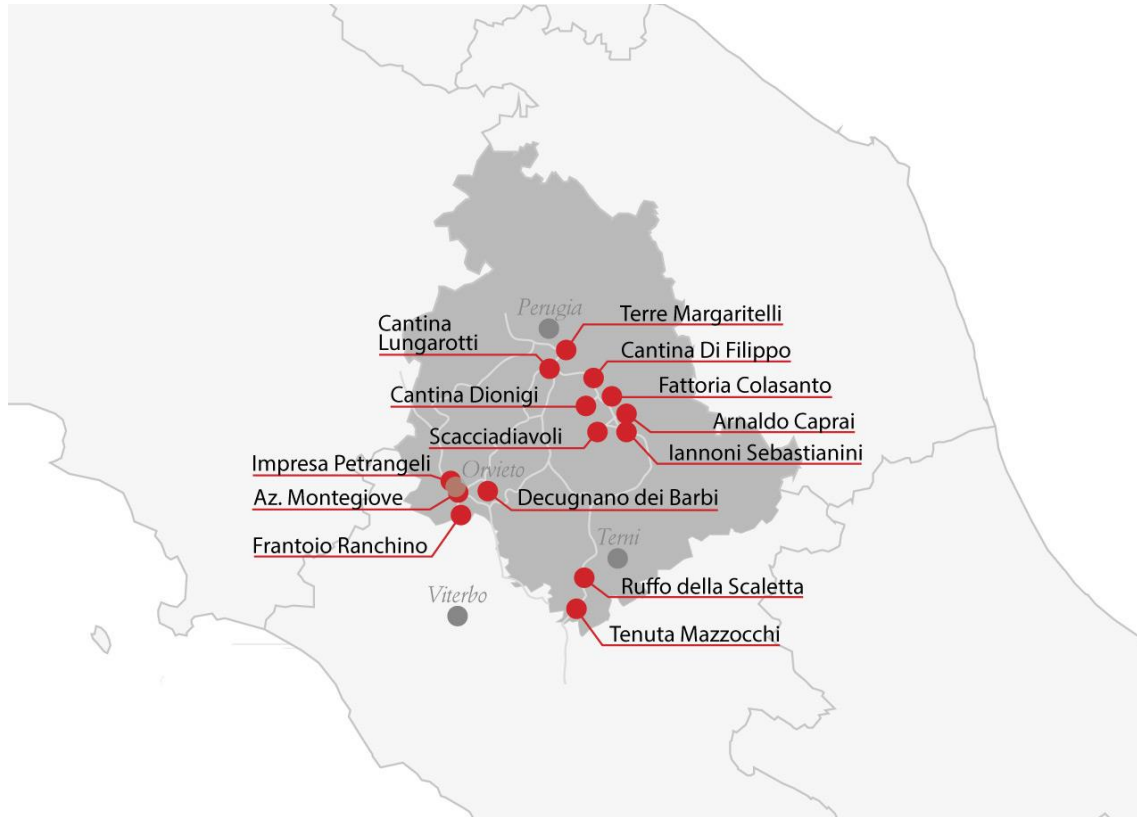 Perugia
Terre Margaritelli
Cantina
Lungarotti
Cantina Di Filippo
Fattoria Colasanto
Cantina Dionigi
Arnaldo Caprai
Scacciadiavoli
Iannoni Sebastianini
Impresa Petrangeli
Orvieto
Az. Montegiove
Decugnano dei Barbi
Frantoio Ranchino
Terni
Ruffo della Scaletta
Viterbo
Tenuta Mazzocchi